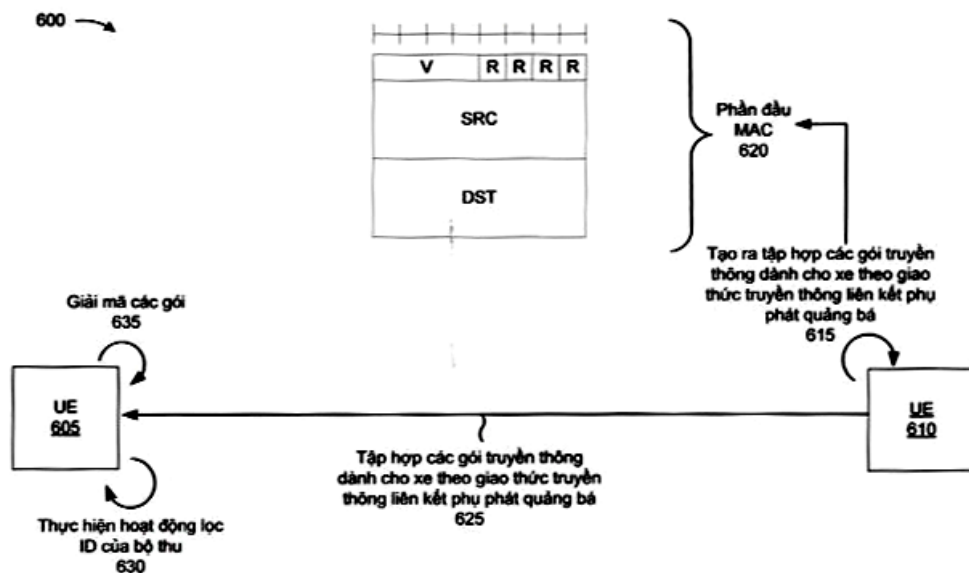 600
V R R R R
SRC
DST
Phần đầu
MAC
620
Tạo ra tập hợp các gói truyền
thông dành cho xe theo giao
thức truyền thông liên kết phụ
phát quảng bá
615
Giải mã các gói
635
UE
605
UE
610
Tập hợp các gói truyền thông
dành cho xe theo giao thức truyền
thông liên kết phụ phát quảng bá
625
Thực hiện hoạt động lọc
ID của bộ thu
630